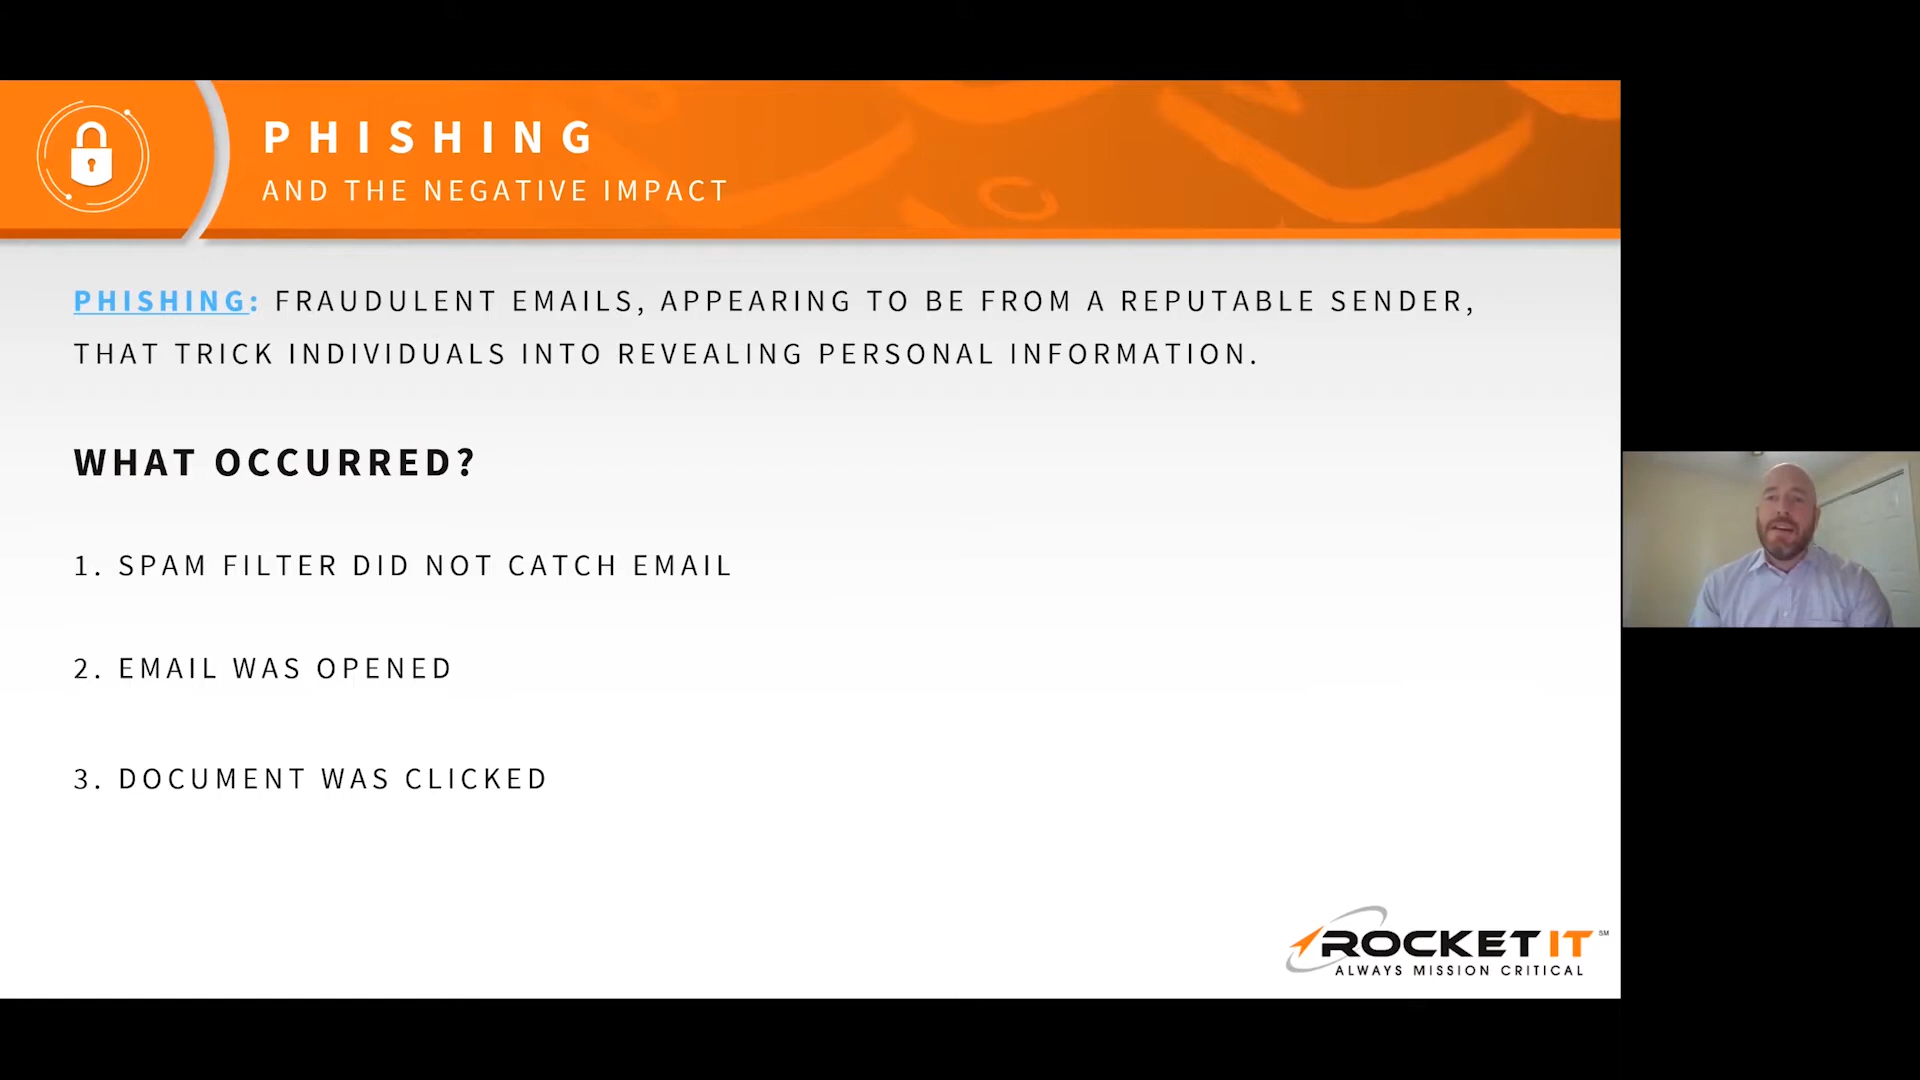 PHISHING
AND THE NEGATIVE IMPACT
PHISHING: FRAUDULENT EMAILS, APPEARING TO BE FROM A REPUTABLE SENDER,
THAT TRICK INDIVIDUALS INTO REVEALING PERSONAL INFORMATION.
WHAT OCCURRED?
1. SPAM FILTER DID NOT CATCH EMAIL
2. EMAIL WAS OPENED
3. DOCUMENT WAS CLICKED
ROCKET IT SM
ALWAYS MISSION CRITICAL